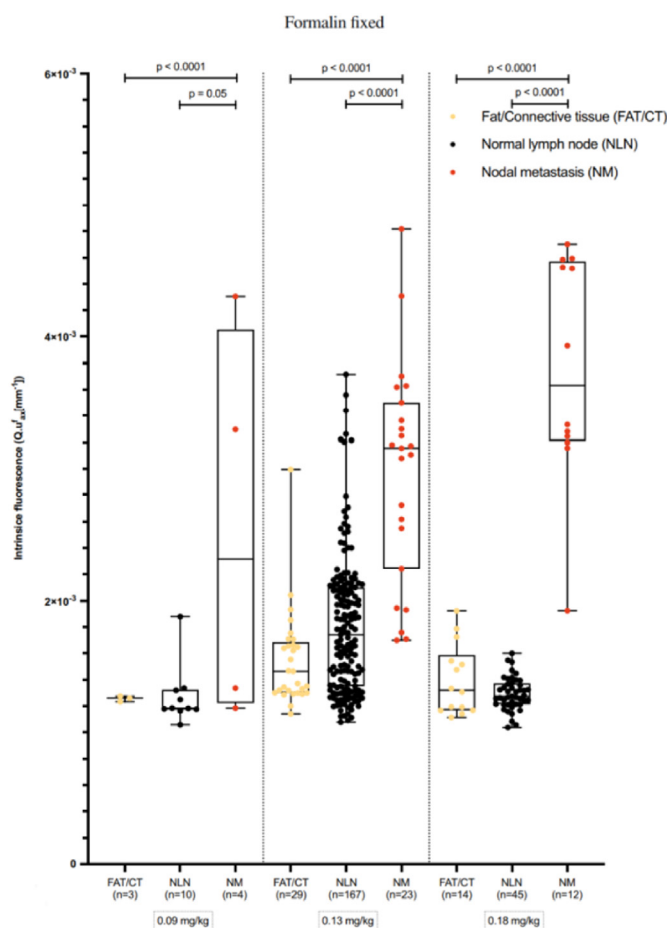 Formalin fixed
6×10⁻³
p < 0.0001
p = 0.05
p < 0.0001
p <0.0001
p < 0.0001
p <0.0001
Fat/Connective tissue (FAT/CT)
Normal lymph node (NLN)
Nodal metastasis (NM)
4×10⁻³
Intrinsice fluorescence (Q.uᶠₐₓ[mm⁻¹])
2×10⁻³
0
FAT/CT NLN NM FAT/CT NLN NM FAT/CT NLN NM
(n=3) (n=10) (n=4) (n=29) (n=167) (n=23) (n=14) (n=45) (n=12)
0.09 mg/kg 0.13 mg/kg 0.18 mg/kg